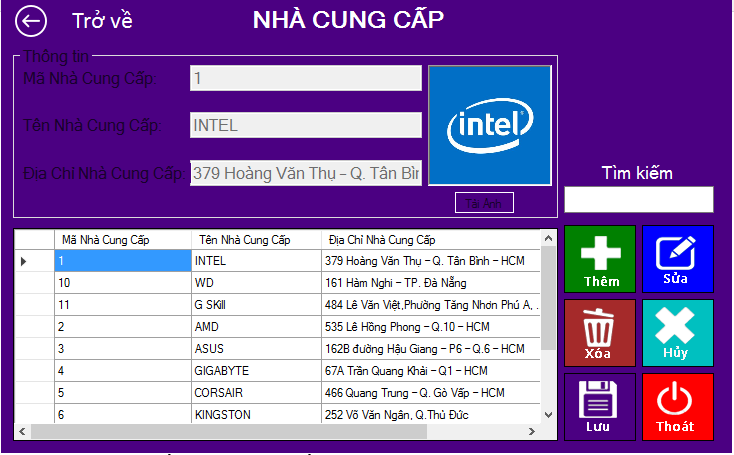 Trở về
NHÀ CUNG CẤP
Thông tin
Mã Nhà Cung Cấp:
1
Tên Nhà Cung Cấp:
INTEL
Địa Chỉ Nhà Cung Cấp:
379 Hoàng Văn Thụ - Q. Tân Bìn
intel
Tải Ảnh
Tìm kiếm
Mã Nhà Cung Cấp Tên Nhà Cung Cấp Địa Chỉ Nhà Cung Cấp
1 INTEL 379 Hoàng Văn Thụ - Q. Tân Bình - HCM
10 WD 161 Hàm Nghi - TP. Đà Nẵng
11 G SKill 484 Lê Văn Việt,Phường Tăng Nhơn Phú A, .
2 AMD 535 Lê Hồng Phong - Q.10 - HCM
3 ASUS 162B đường Hậu Giang - P6 - Q.6 - HCM
4 GIGABYTE 67A Trần Quang Khải - Q1 - HCM
5 CORSAIR 466 Quang Trung - Q. Gò Vấp - HCM
6 KINGSTON 252 Võ Văn Ngân, Q.Thủ Đức
Thêm
Sửa
Xóa
Hủy
Lưu
Thoát